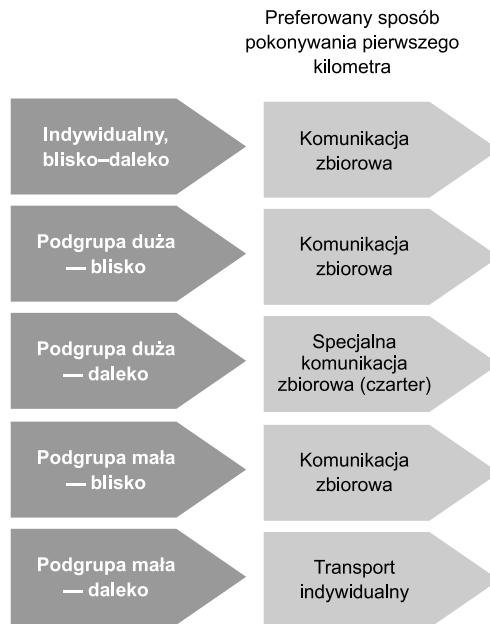 Preferowany sposób
pokonywania pierwszego
kilometra
Indywidualny,
blisko–daleko
Komunikacja
zbiorowa
Podgrupa duża
— blisko
Komunikacja
zbiorowa
Podgrupa duża
— daleko
Specjalna
komunikacja
zbiorowa (czarter)
Podgrupa mała
— blisko
Komunikacja
zbiorowa
Podgrupa mała
— daleko
Transport
indywidualny